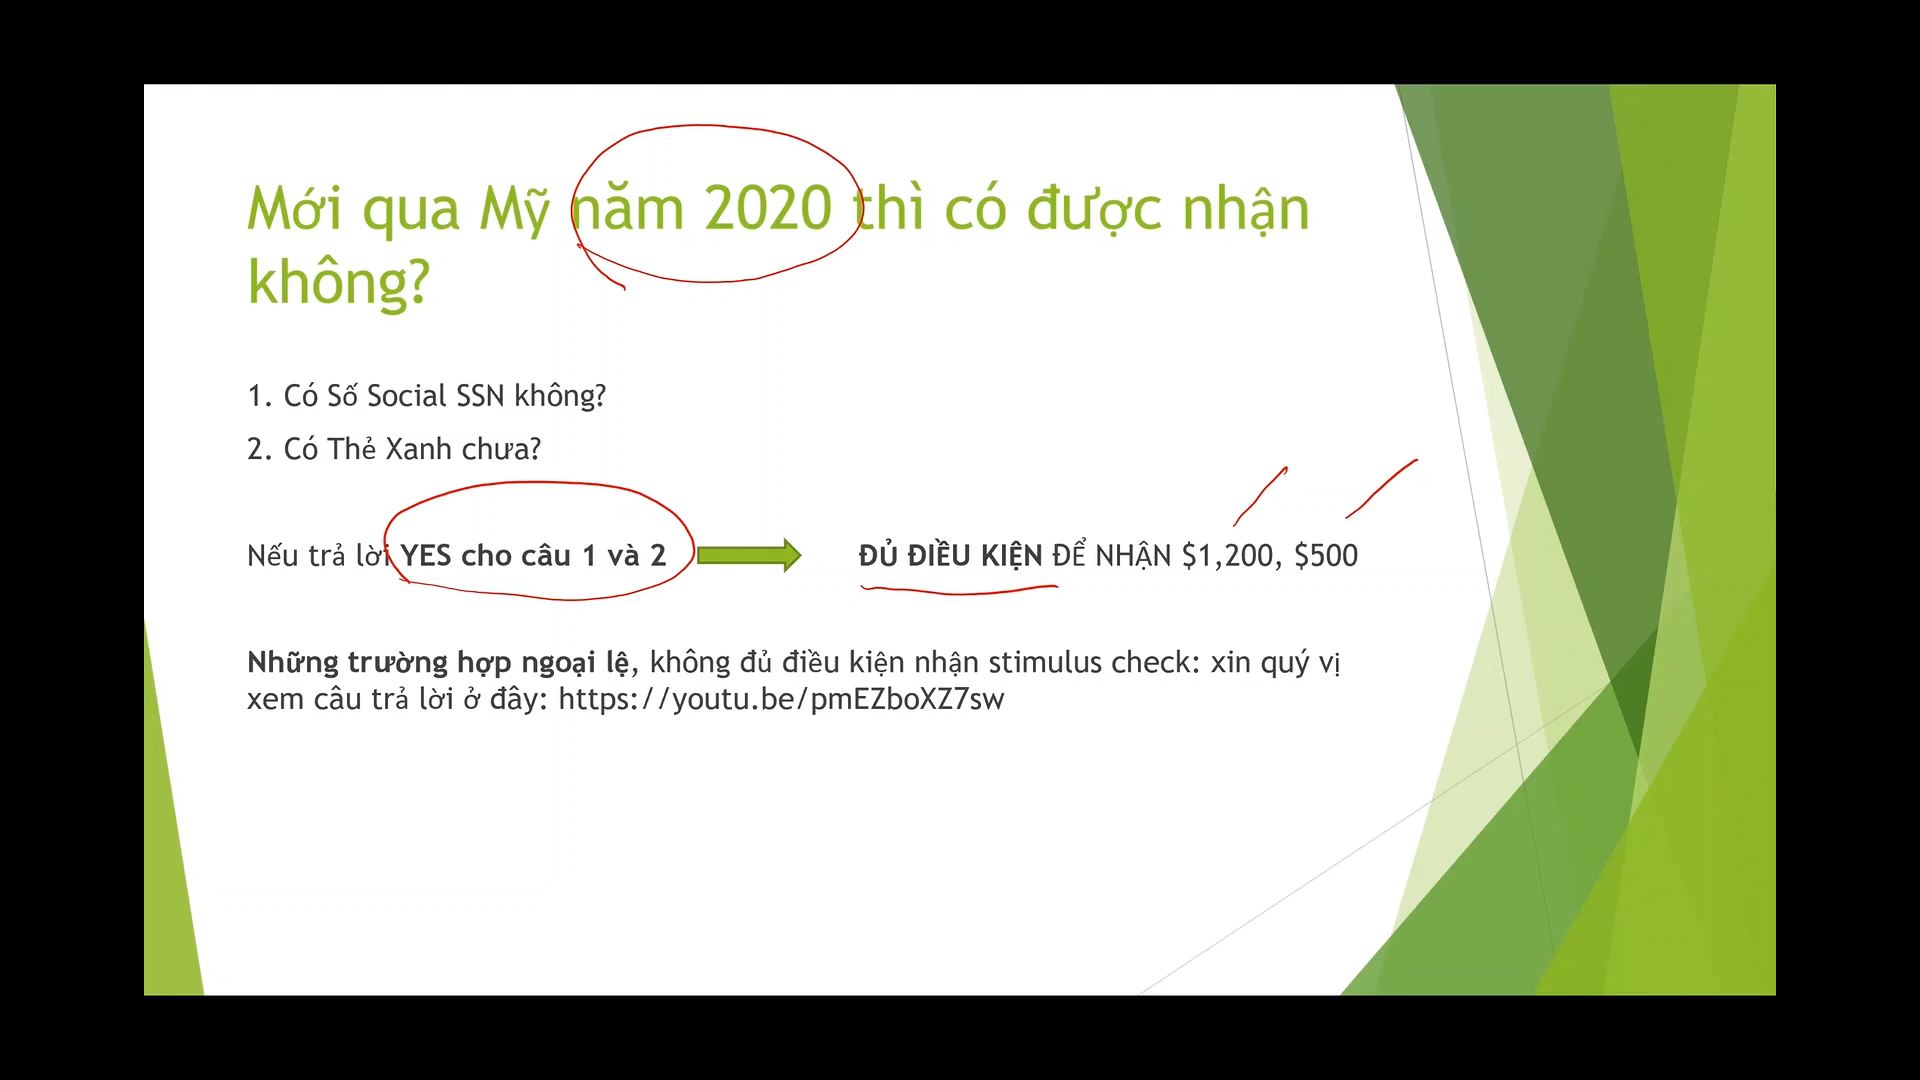 Mới qua Mỹ năm 2020 thì có được nhận
không?
1. Có Số Social SSN không?
2. Có Thẻ Xanh chưa?
Nếu trả lời YES cho câu 1 và 2 ĐỦ ĐIỀU KIỆN ĐỂ NHẬN $1,200, $500
Những trường hợp ngoại lệ, không đủ điều kiện nhận stimulus check: xin quý vị
xem câu trả lời ở đây: https://youtu.be/pmEZboXZ7sw